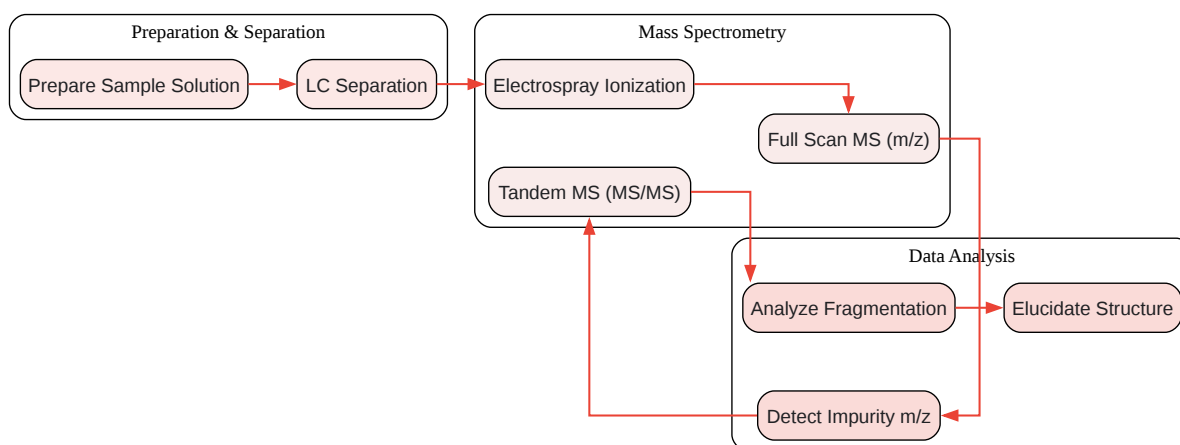 Preparation & Separation
Prepare Sample Solution
LC Separation
Mass Spectrometry
Electrospray Ionization
Full Scan MS (m/z)
Tandem MS (MS/MS)
Data Analysis
Analyze Fragmentation
Elucidate Structure
Detect Impurity m/z